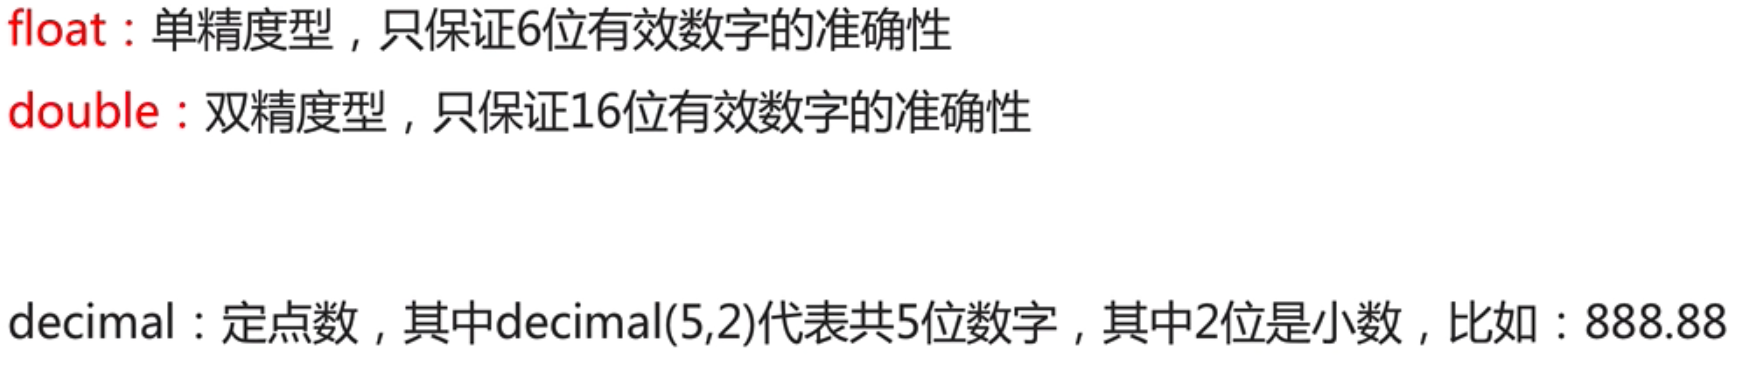 float：单精度型，只保证6位有效数字的准确性
double：双精度型，只保证16位有效数字的准确性
decimal：定点数，其中decimal(5,2)代表共5位数字，其中2位是小数，比如：888.88